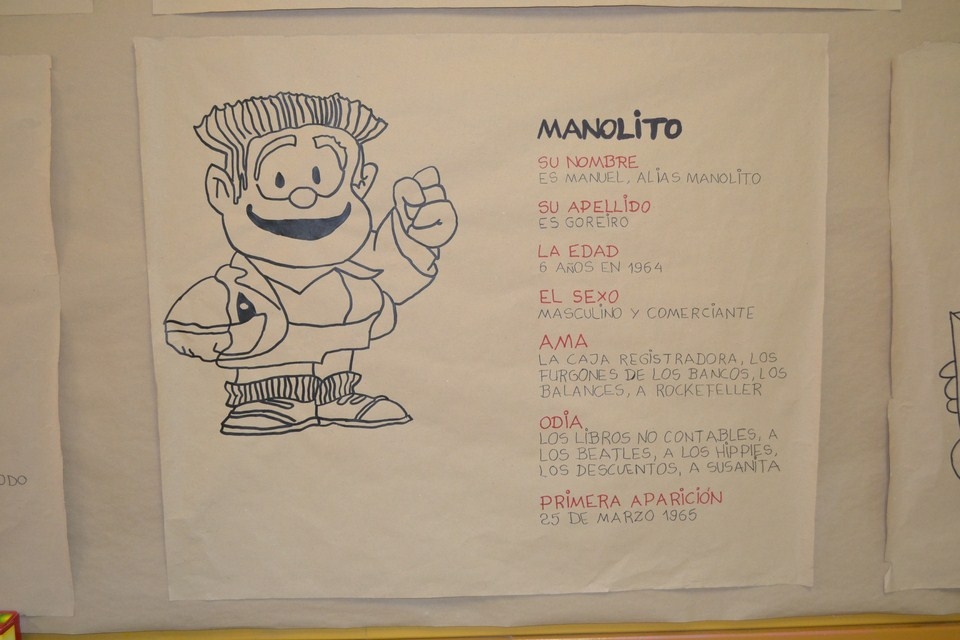 MANOLiTO
SU NOMBRE
ES MANUEL, ALiAS MANOLiTO
SU APELLiDO
ES GOREiRO
LA EDAD
6 AÑOS EN 1964
EL SEXO
MASCULiNO Y COMERCiANTE
AMA
LA CAJA REGiSTRADORA, LOS
FURGONES DE LOS BANCOS, LOS
BALANCES, A ROCKEFELLER
ODiA
LOS LiBROS NO CONTABLES, A
LOS BEATLES, A LOS HiPPiES,
LOS DESCUENTOS, A SUSANiTA
PRiMERA APARiCiÓN
25 DE MARZO 1965